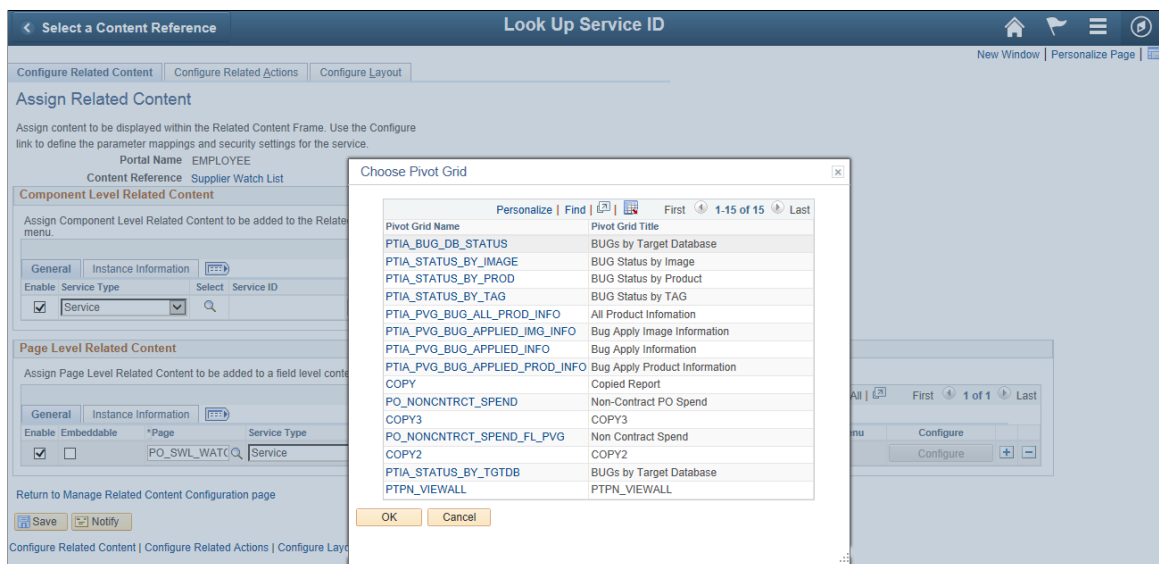 Select a Content Reference
Look Up Service ID
New Window | Personalize Page |
Configure Related Content
Configure Related Actions
Configure Layout
Assign Related Content
Assign content to be displayed within the Related Content Frame. Use the Configure
link to define the parameter mappings and security settings for the service.
Portal Name EMPLOYEE
Content Reference Supplier Watch List
Component Level Related Content
Assign Component Level Related Content to be added to the Relate
menu.
General
Instance Information
Enable Service Type Select Service ID
Service
Page Level Related Content
Assign Page Level Related Content to be added to a field level conte
All | First 1 of 1 Last
General
Instance Information
Enable Embeddable *Page Service Type
nu Configure
PO_SWL_WATC Service
Configure
Return to Manage Related Content Configuration page
Save
Notify
Configure Related Content | Configure Related Actions | Configure Layo
Choose Pivot Grid
Personalize | Find | | First 1-15 of 15 Last
Pivot Grid Name Pivot Grid Title
PTIA_BUG_DB_STATUS BUGs by Target Database
PTIA_STATUS_BY_IMAGE BUG Status by Image
PTIA_STATUS_BY_PROD BUG Status by Product
PTIA_STATUS_BY_TAG BUG Status by TAG
PTIA_PVG_BUG_ALL_PROD_INFO All Product Infomation
PTIA_PVG_BUG_APPLIED_IMG_INFO Bug Apply Image Information
PTIA_PVG_BUG_APPLIED_INFO Bug Apply Information
PTIA_PVG_BUG_APPLIED_PROD_INFO Bug Apply Product Information
COPY Copied Report
PO_NONCNTRCT_SPEND Non-Contract PO Spend
COPY3 COPY3
PO_NONCNTRCT_SPEND_FL_PVG Non Contract Spend
COPY2 COPY2
PTIA_STATUS_BY_TGTDB BUGs by Target Database
PTPN_VIEWALL PTPN_VIEWALL
OK
Cancel